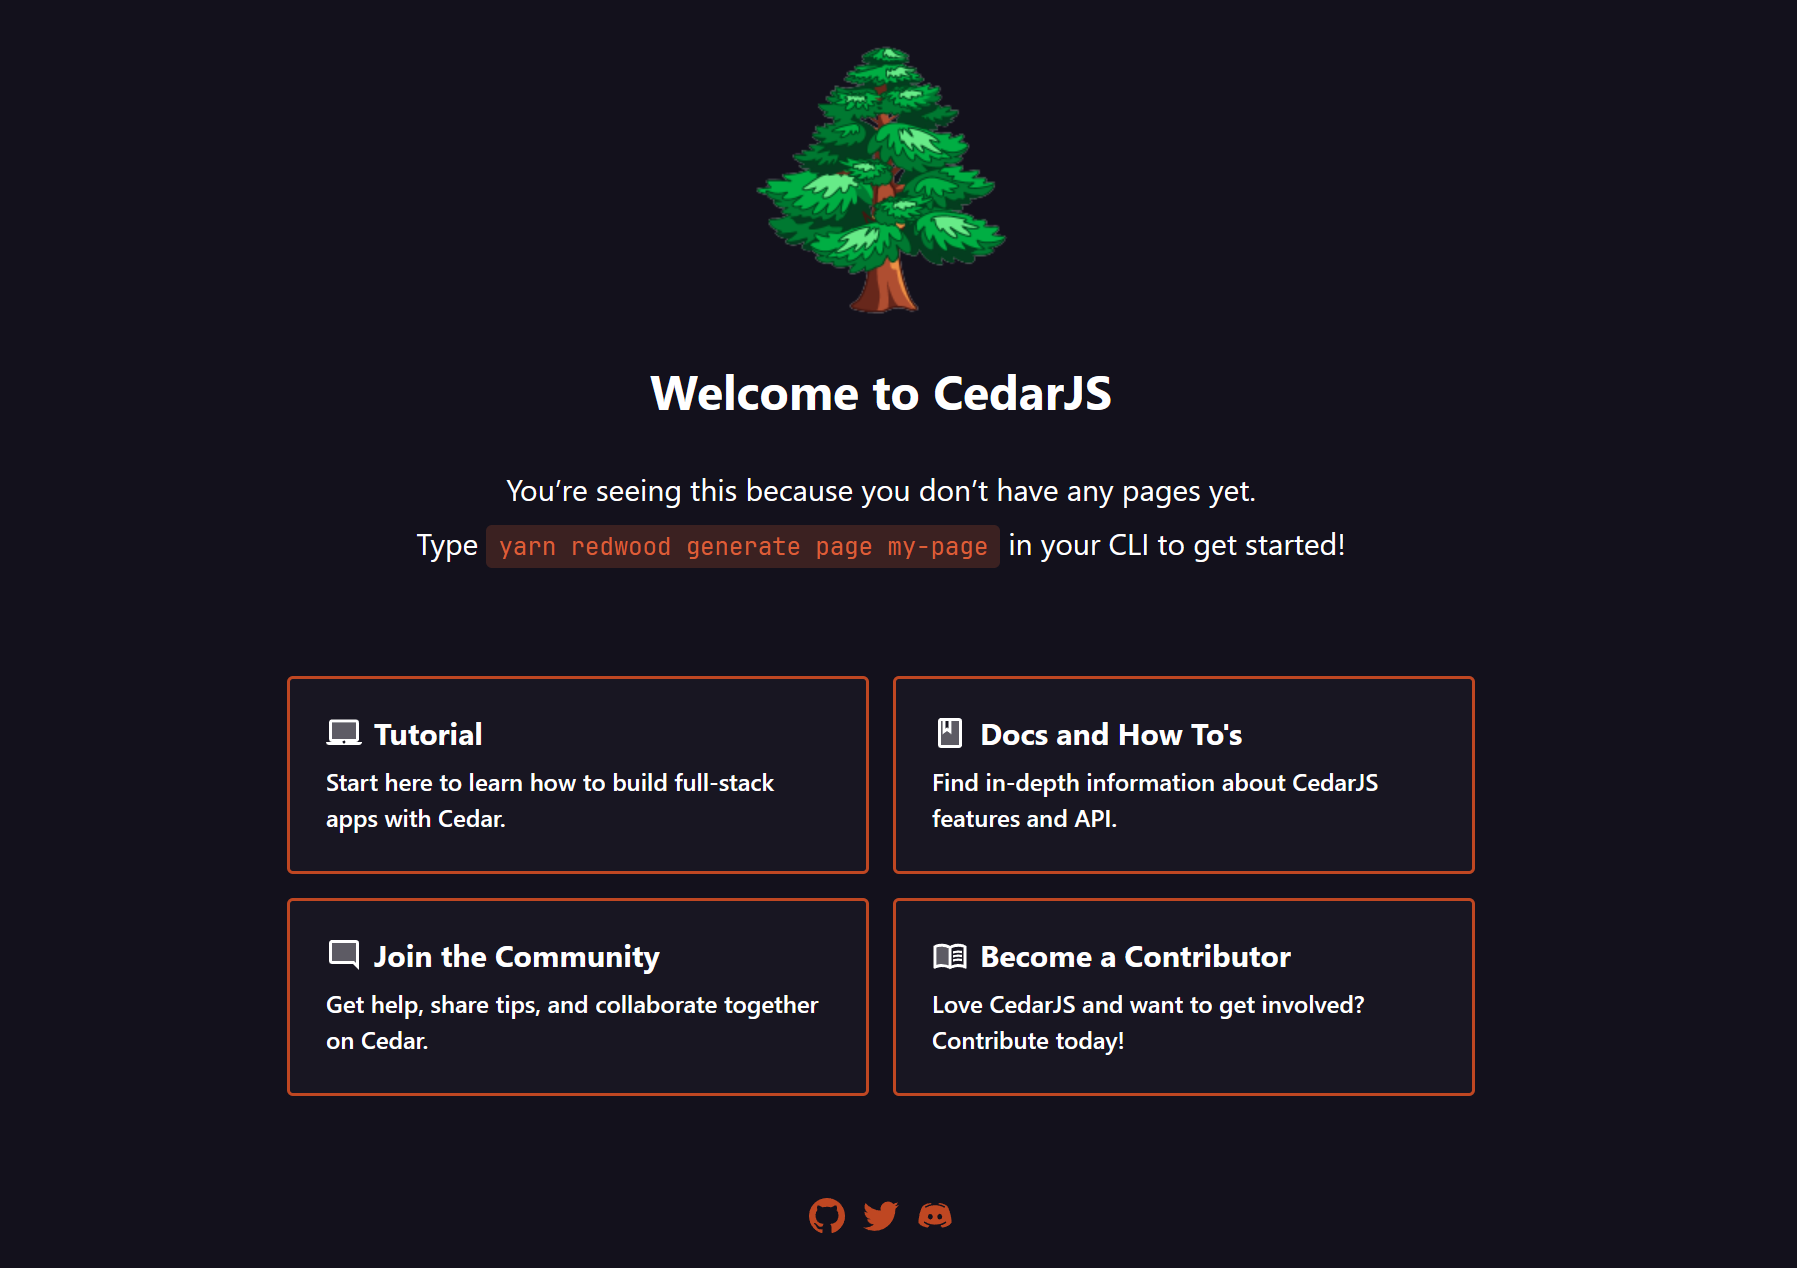 Welcome to CedarJS
You’re seeing this because you don’t have any pages yet.
Type yarn redwood generate page my-page in your CLI to get started!
Tutorial
Start here to learn how to build full-stack
apps with Cedar.
Docs and How To's
Find in-depth information about CedarJS
features and API.
Join the Community
Get help, share tips, and collaborate together
on Cedar.
Become a Contributor
Love CedarJS and want to get involved?
Contribute today!